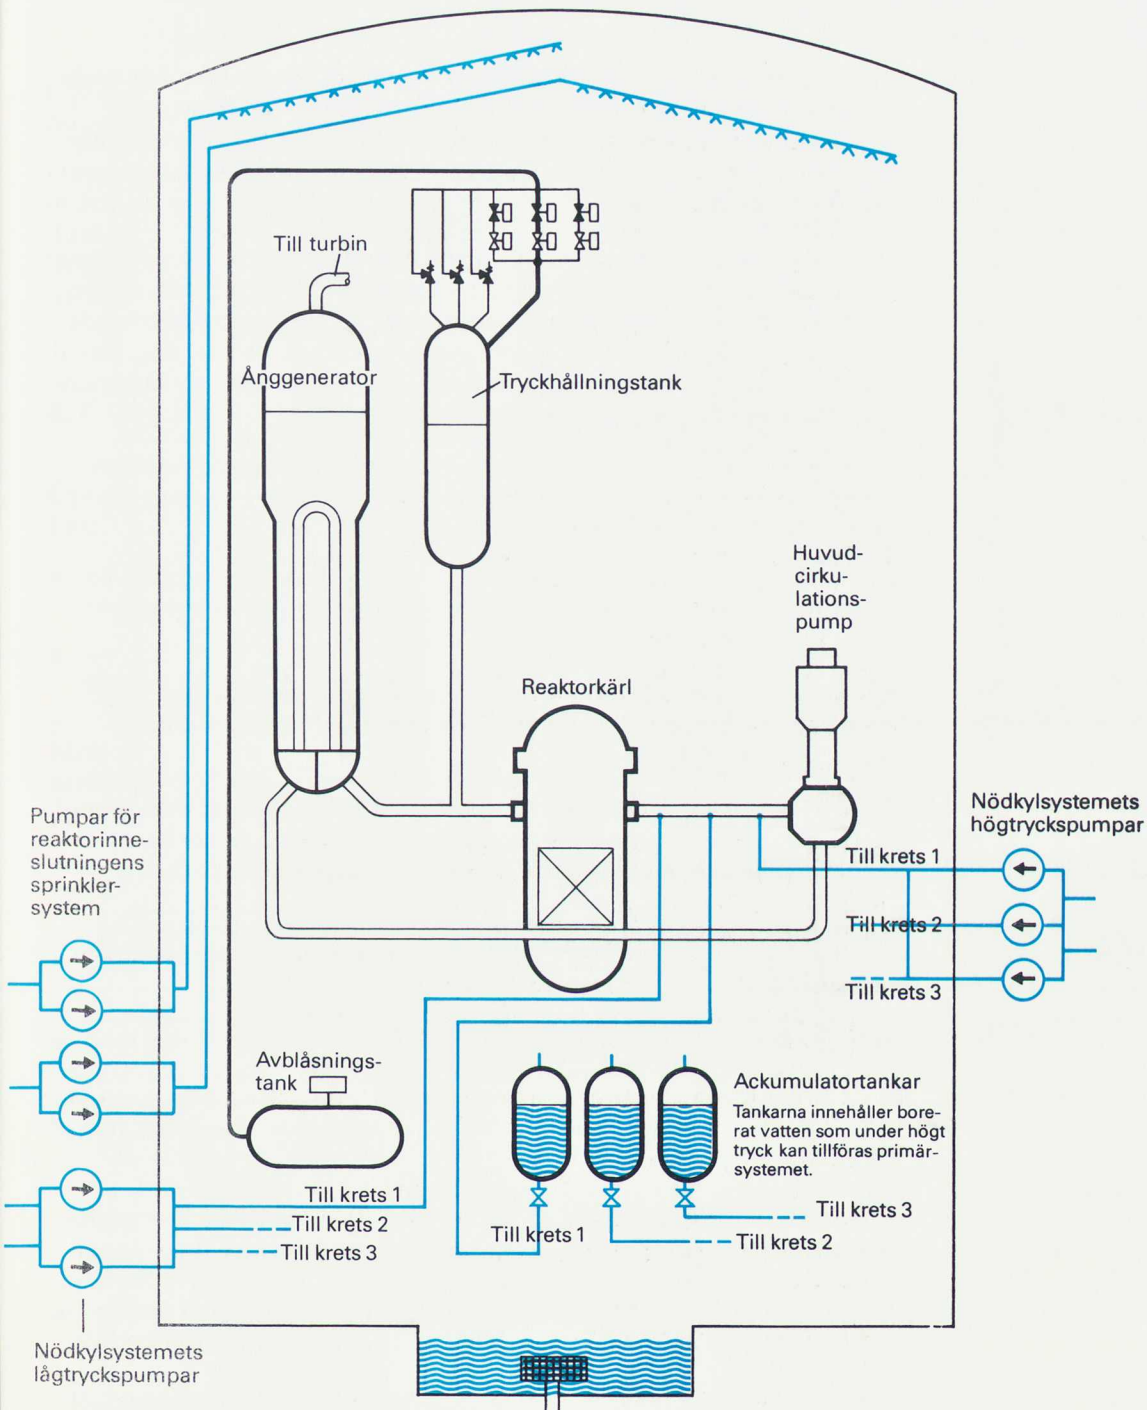 Till turbin
Ånggenerator
Tryckhållningstank
Huvud-
cirku-
lations-
pump
Reaktorkärl
Nödkylsystemets
högtryckspumpar
Till krets 1
Till krets 2
Till krets 3
Pumpar för
reaktorinne-
slutningens
sprinkler-
system
Avblåsnings-
tank
Ackumulatortankar
Tankarna innehåller bore-
rat vatten som under högt
tryck kan tillföras primär-
systemet.
Till krets 1
Till krets 2
Till krets 3
Till krets 1
Till krets 2
Till krets 3
Nödkylsystemets
lågtryckspumpar